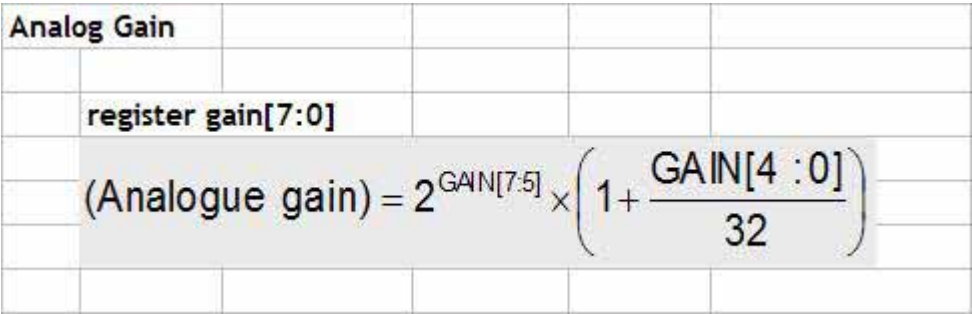 Analog Gain
register gain[7:0]
(Analogue gain) = 2^GAIN[7:5] × (1+ GAIN[4 :0] / 32)